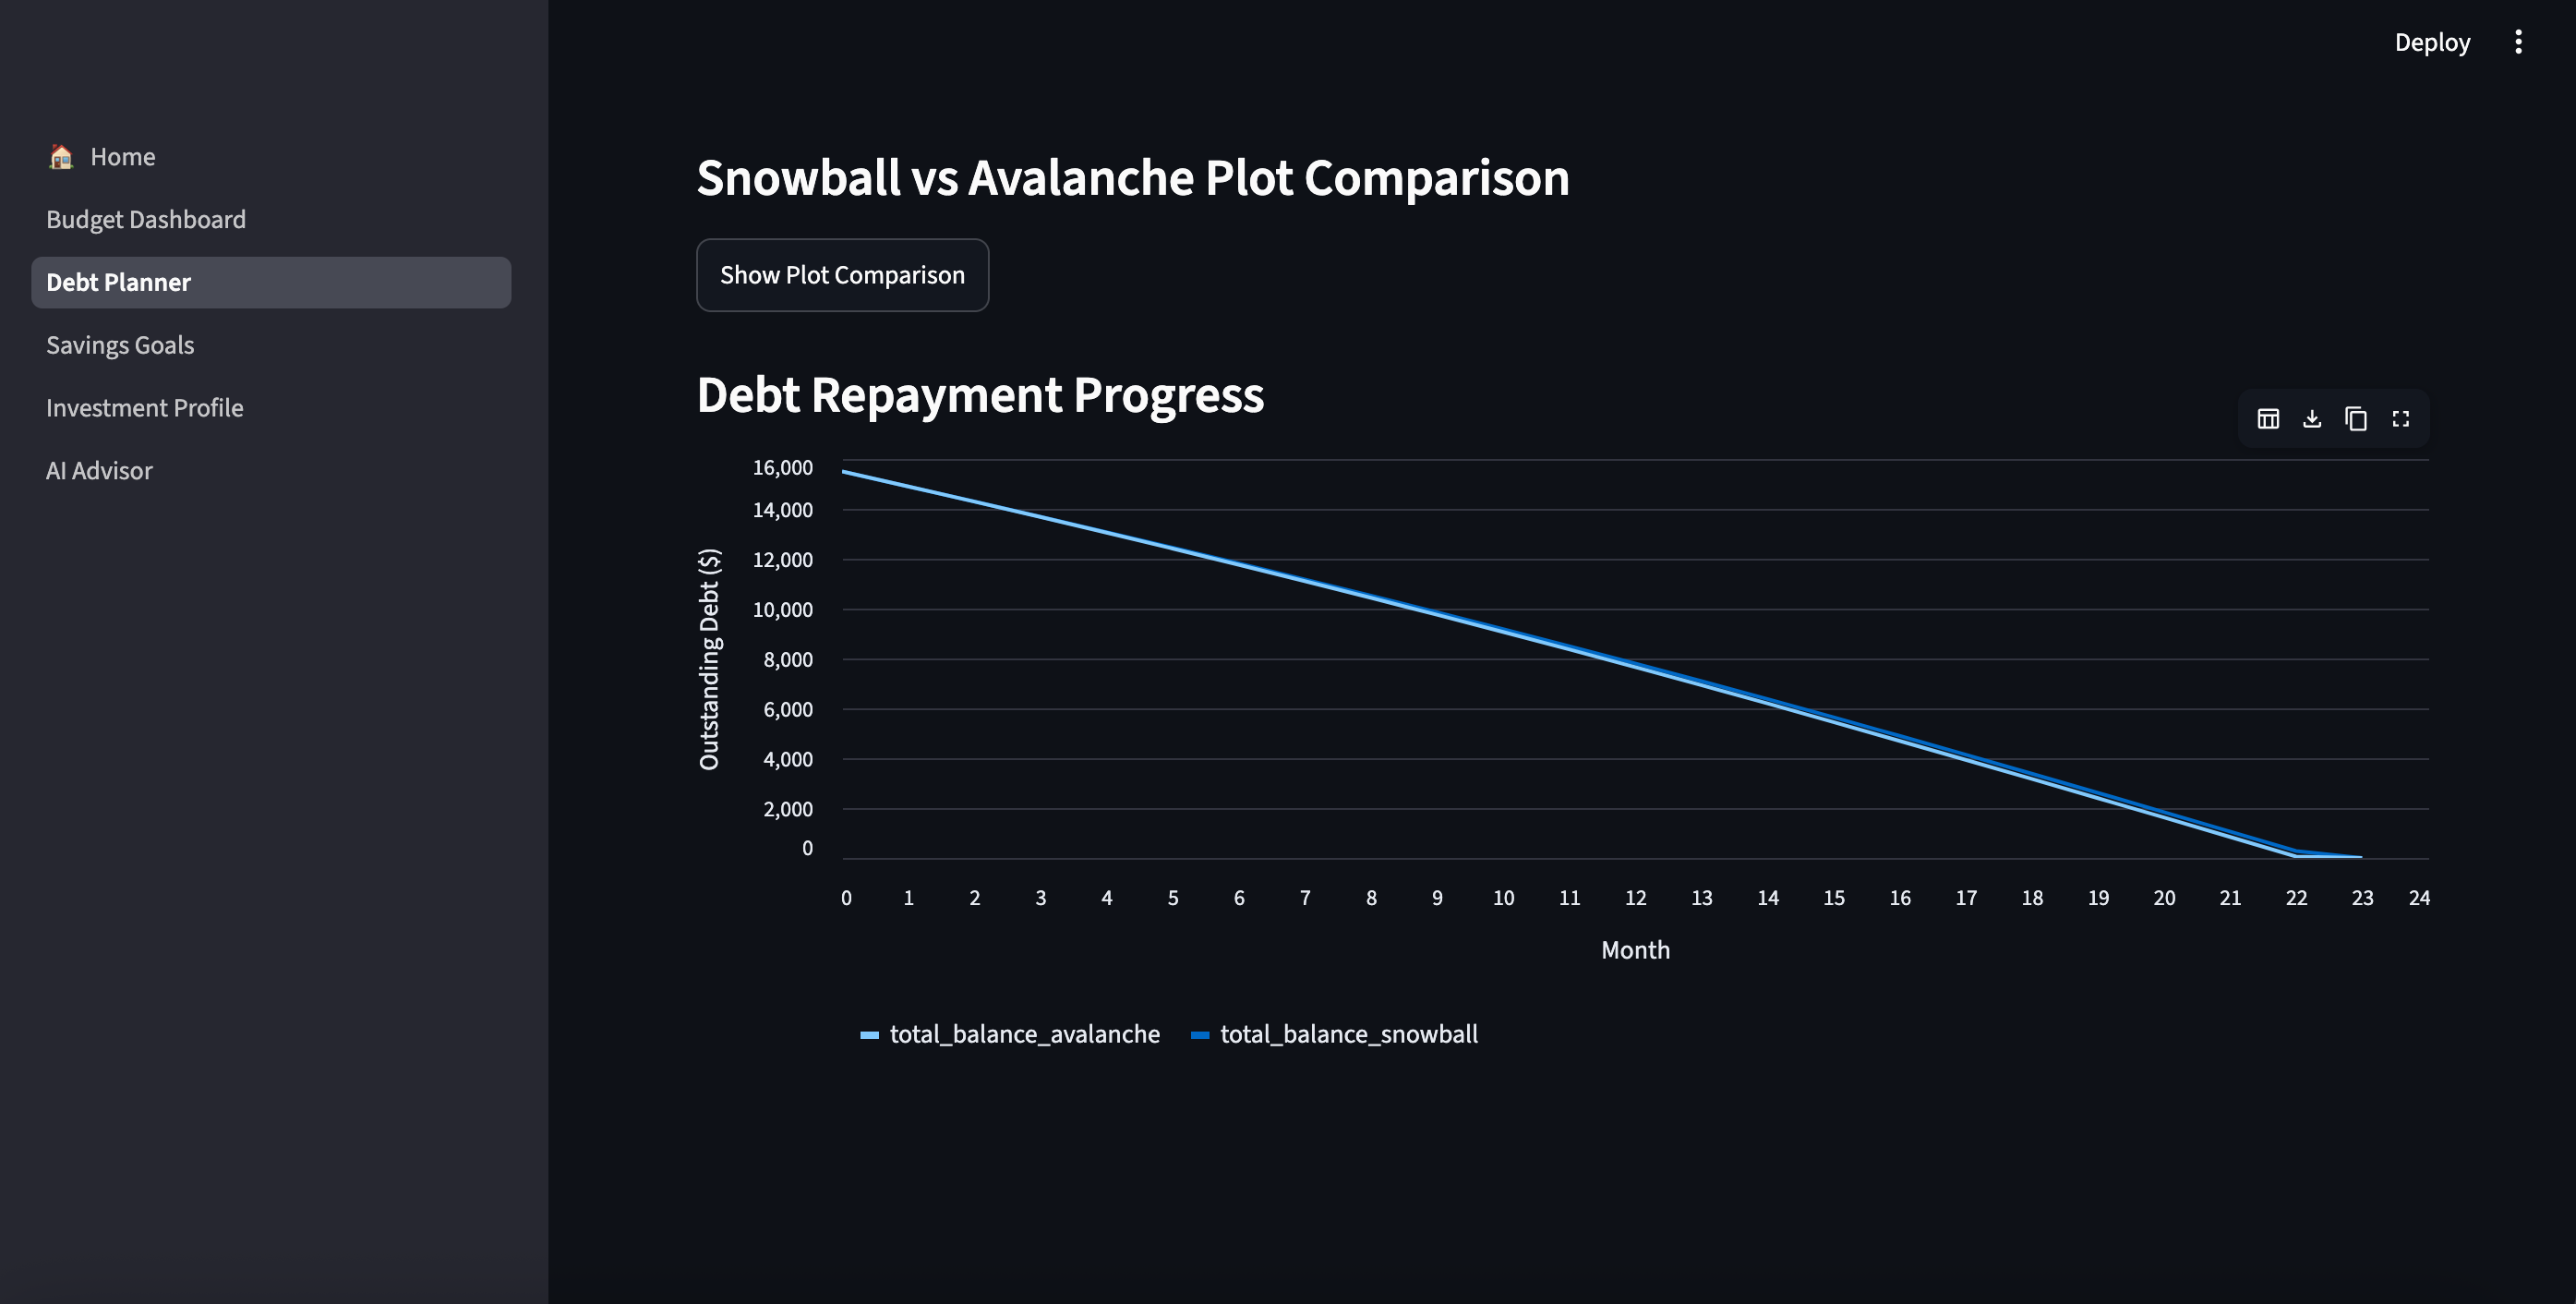 Deploy
Home
Budget Dashboard
Debt Planner
Savings Goals
Investment Profile
AI Advisor
Snowball vs Avalanche Plot Comparison
Show Plot Comparison
Debt Repayment Progress
Outstanding Debt ($)
16,000
14,000
12,000
10,000
8,000
6,000
4,000
2,000
0
0 1 2 3 4 5 6 7 8 9 10 11 12 13 14 15 16 17 18 19 20 21 22 23 24
Month
total_balance_avalanche total_balance_snowball